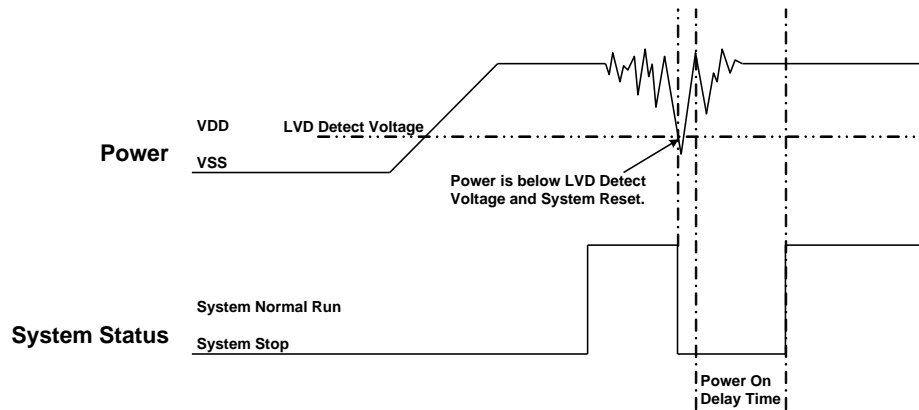 VDD
LVD Detect Voltage
Power
VSS
Power is below LVD Detect
Voltage and System Reset.
System Normal Run
System Status
System Stop
Power On
Delay Time